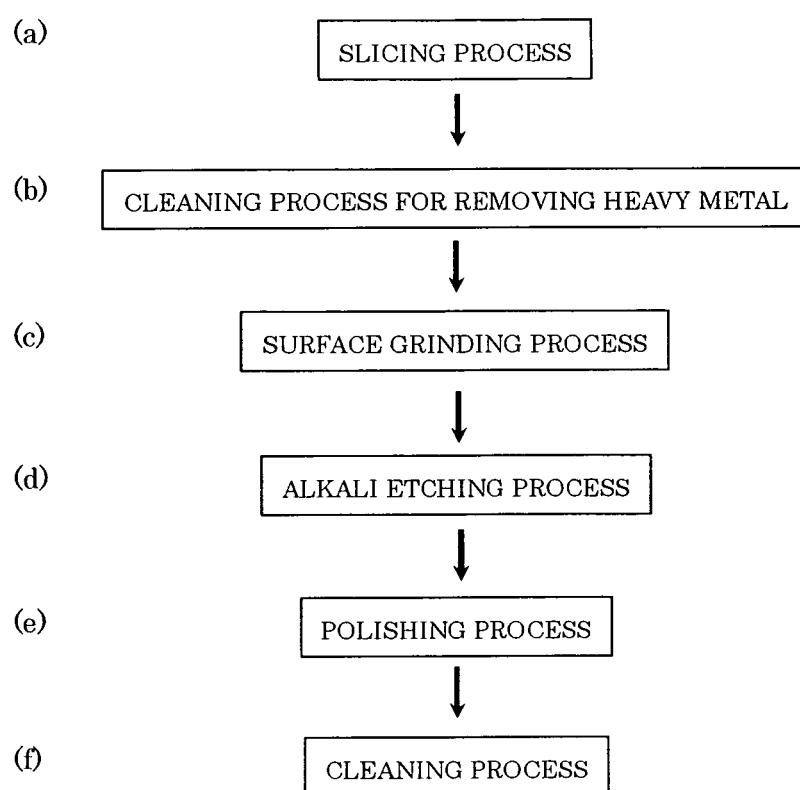 (a) SLICING PROCESS
(b) CLEANING PROCESS FOR REMOVING HEAVY METAL
(c) SURFACE GRINDING PROCESS
(d) ALKALI ETCHING PROCESS
(e) POLISHING PROCESS
(f) CLEANING PROCESS